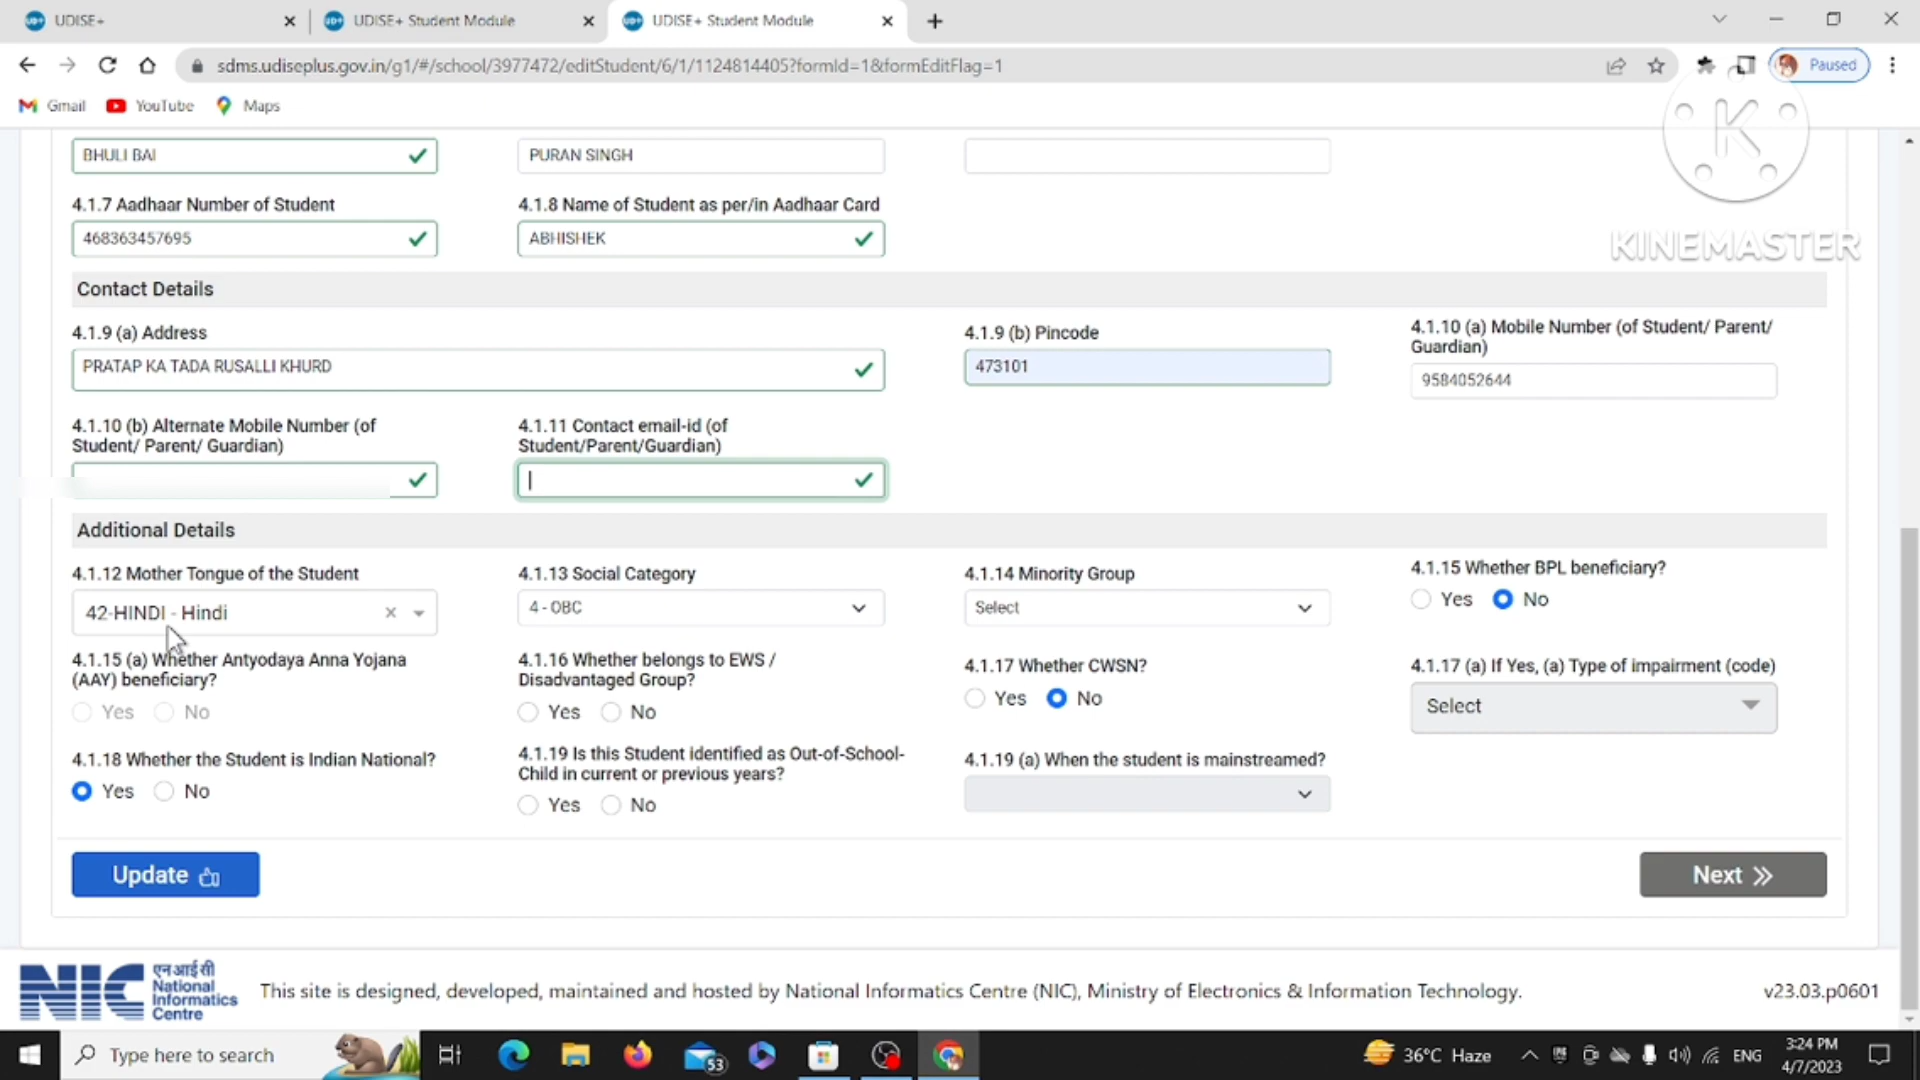 UDISE+
UDISE+ Student Module
UDISE+ Student Module
sdms.udiseplus.gov.in/g1/#/school/3977472/editStudent/6/1/1124814405?formId=1&formEditFlag=1
Paused
Gmail YouTube Maps
K
KINEMASTER
BHULI BAI
PURAN SINGH
4.1.7 Aadhaar Number of Student
468363457695
4.1.8 Name of Student as per/in Aadhaar Card
ABHISHEK
Contact Details
4.1.9 (a) Address
PRATAP KA TADA RUSALLI KHURD
4.1.9 (b) Pincode
473101
4.1.10 (a) Mobile Number (of Student/ Parent/
Guardian)
9584052644
4.1.10 (b) Alternate Mobile Number (of
Student/ Parent/ Guardian)
4.1.11 Contact email-id (of
Student/Parent/Guardian)
Additional Details
4.1.12 Mother Tongue of the Student
42-HINDI - Hindi
4.1.13 Social Category
4 - OBC
4.1.14 Minority Group
Select
4.1.15 Whether BPL beneficiary?
Yes No
4.1.15 (a) Whether Antyodaya Anna Yojana
(AAY) beneficiary?
Yes No
4.1.16 Whether belongs to EWS /
Disadvantaged Group?
Yes No
4.1.17 Whether CWSN?
Yes No
4.1.17 (a) If Yes, (a) Type of impairment (code)
Select
4.1.18 Whether the Student is Indian National?
Yes No
4.1.19 Is this Student identified as Out-of-School-
Child in current or previous years?
Yes No
4.1.19 (a) When the student is mainstreamed?
Update
Next
NIC
एन आई सी
National
Informatics
Centre
This site is designed, developed, maintained and hosted by National Informatics Centre (NIC), Ministry of Electronics & Information Technology.
v23.03.p0601
Type here to search
53
36°C Haze
ENG
3:24 PM
4/7/2023